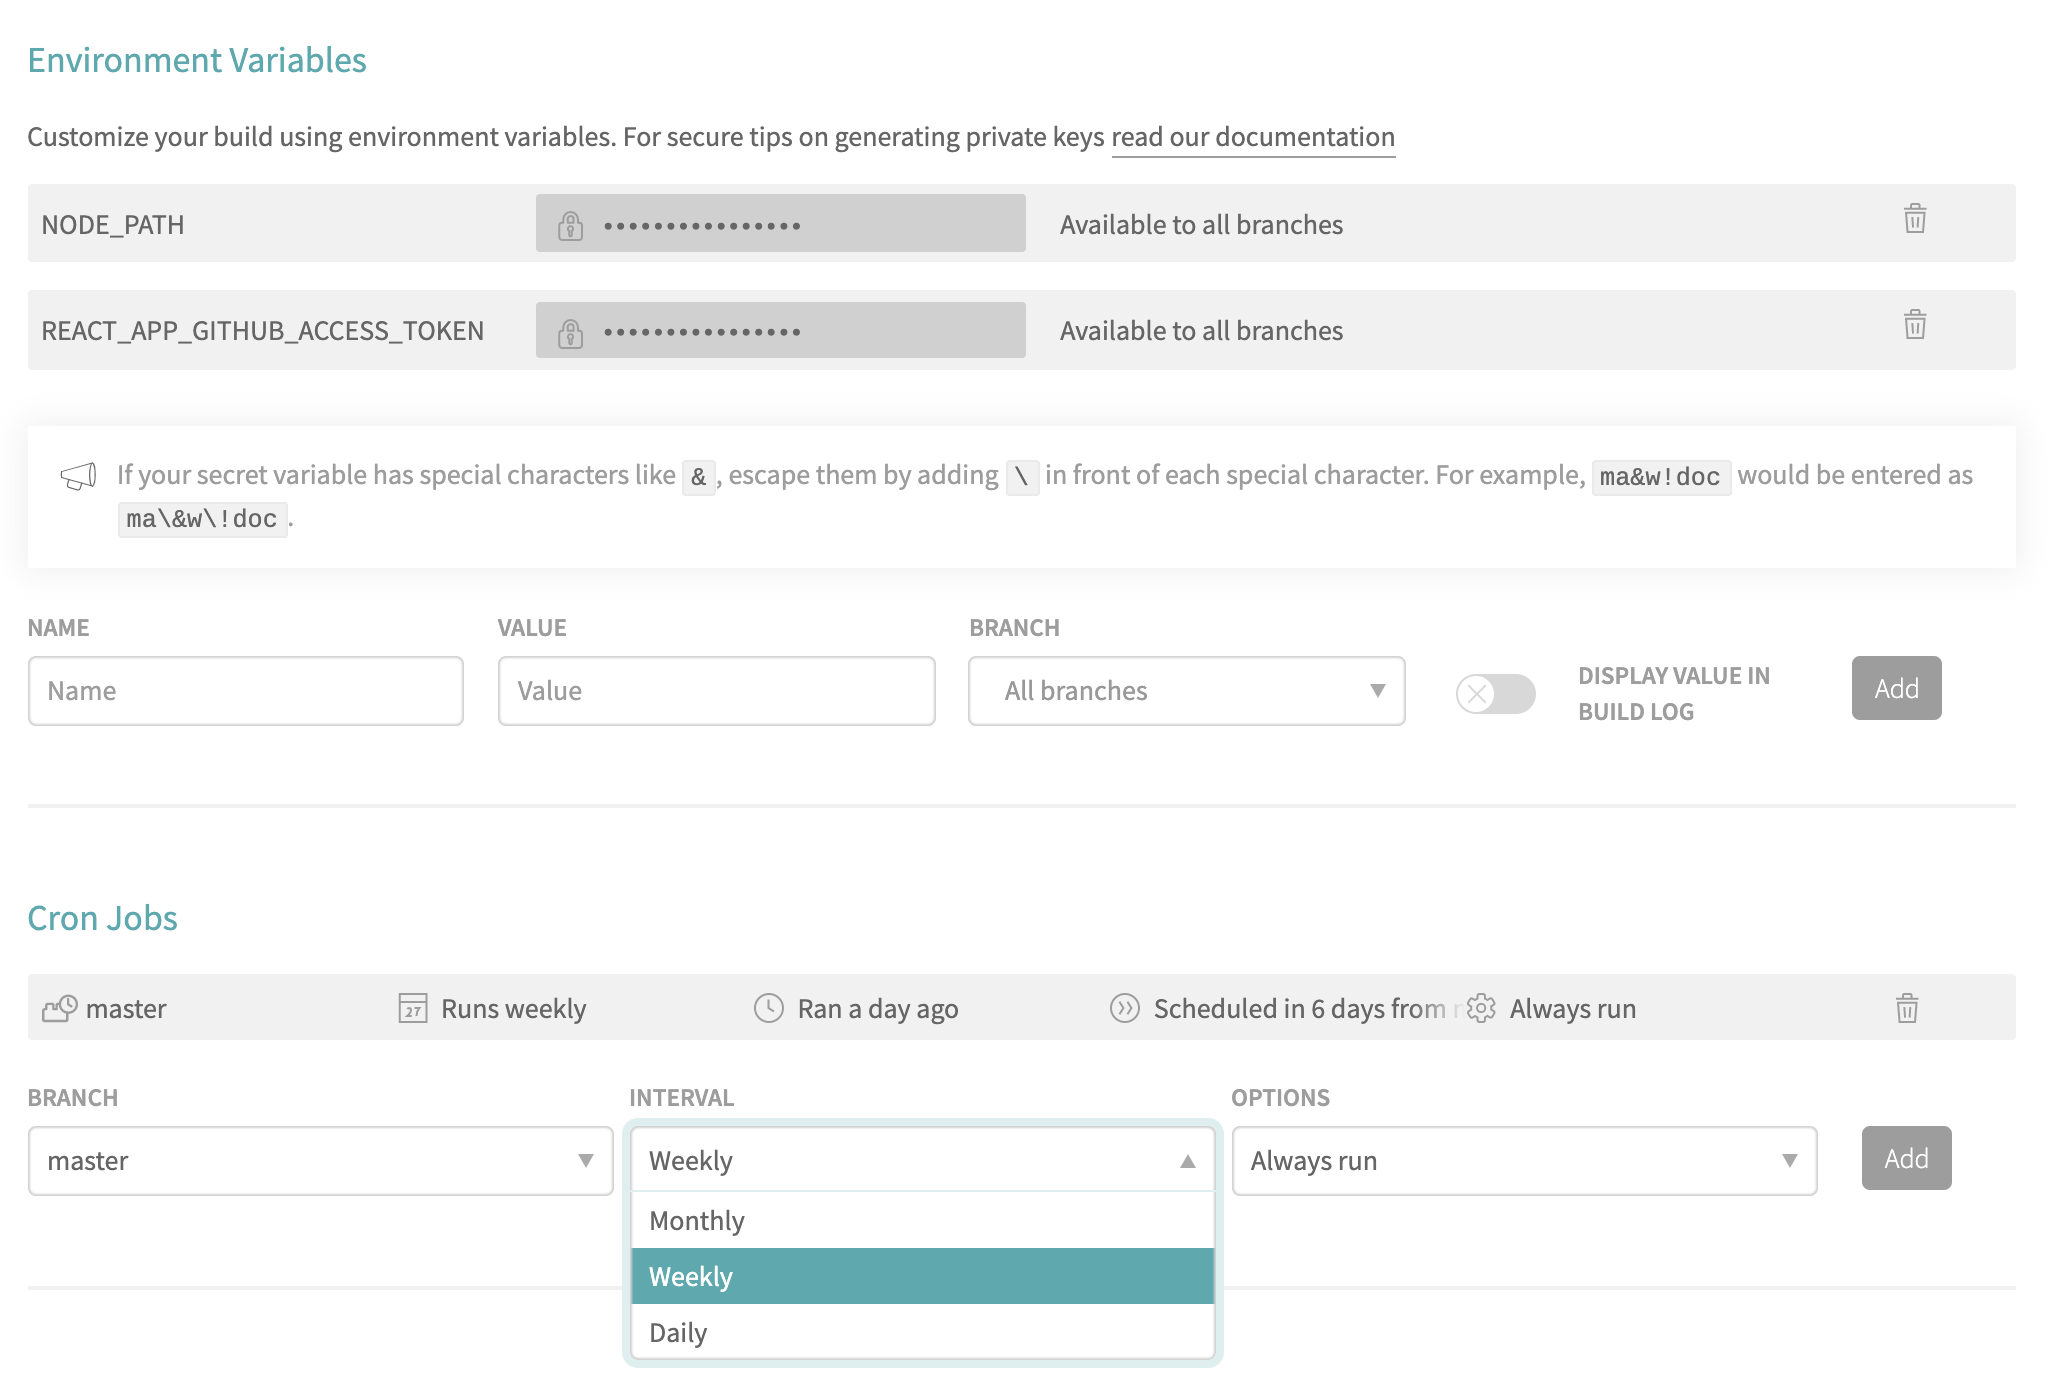 Environment Variables
Customize your build using environment variables. For secure tips on generating private keys read our documentation
NODE_PATH •••••••••••••••• Available to all branches
REACT_APP_GITHUB_ACCESS_TOKEN •••••••••••••••• Available to all branches
If your secret variable has special characters like &, escape them by adding \ in front of each special character. For example, ma&w!doc would be entered as
ma\&w\!doc.
NAME VALUE BRANCH
Name Value All branches DISPLAY VALUE IN BUILD LOG Add
Cron Jobs
master 27 Runs weekly Ran a day ago Scheduled in 6 days from Always run
BRANCH INTERVAL OPTIONS
master Weekly Always run Add
Monthly
Weekly
Daily